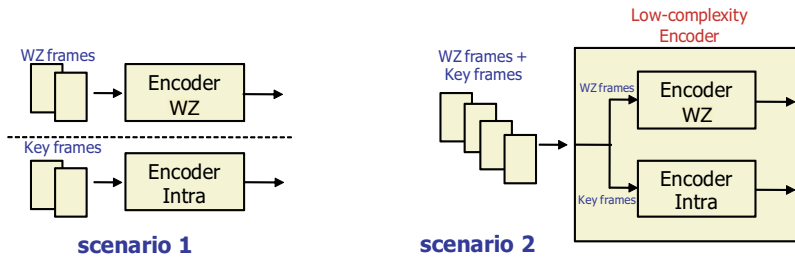 WZ frames
Encoder
WZ
Key frames
Encoder
Intra
scenario 1
Low-complexity
Encoder
WZ frames +
Key frames
WZ frames
Encoder
WZ
Key frames
Encoder
Intra
scenario 2